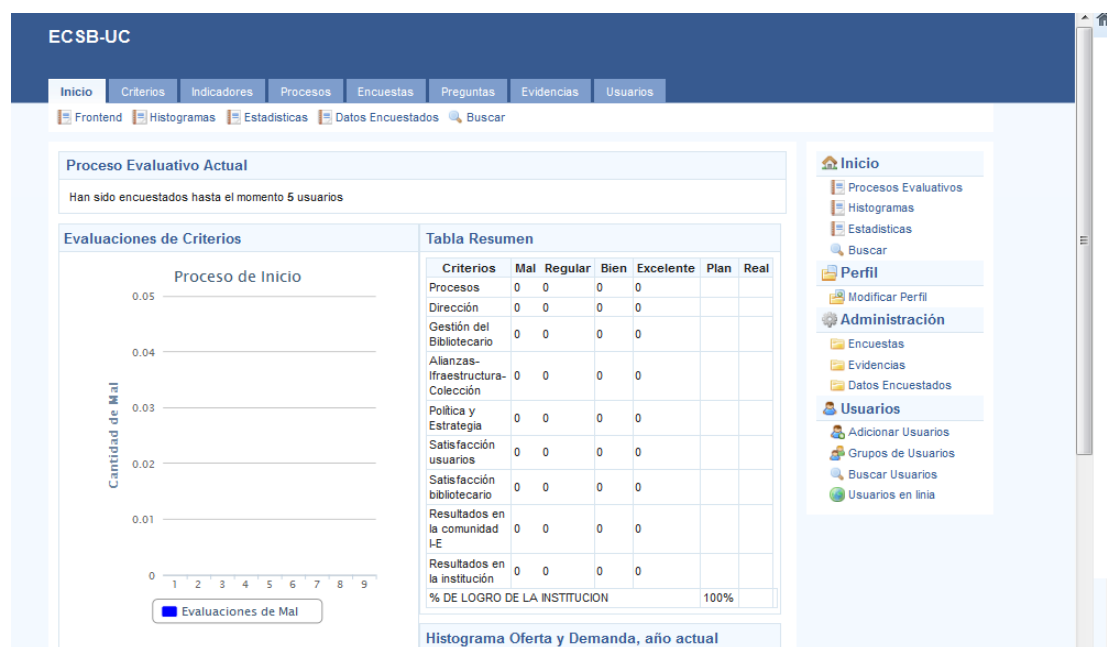 ECSB-UC
Inicio Criterios Indicadores Procesos Encuestas Preguntas Evidencias Usuarios
Frontend Histogramas Estadisticas Datos Encuestados Buscar
Proceso Evaluativo Actual
Han sido encuestados hasta el momento 5 usuarios
Evaluaciones de Criterios
Proceso de Inicio
Cantidad de Mal
0.05
0.04
0.03
0.02
0.01
0
1 2 3 4 5 6 7 8 9
Evaluaciones de Mal
Tabla Resumen
Criterios Mal Regular Bien Excelente Plan Real
Procesos 0 0 0 0
Dirección 0 0 0 0
Gestión del
Bibliotecario 0 0 0 0
Alianzas-
Ifraestructura- 0 0 0 0
Colección
Política y
Estrategia 0 0 0 0
Satisfacción
usuarios 0 0 0 0
Satisfacción
bibliotecario 0 0 0 0
Resultados en
la comunidad 0 0 0 0
I-E
Resultados en
la institución 0 0 0 0
% DE LOGRO DE LA INSTITUCION 100%
Histograma Oferta y Demanda, año actual
Inicio
Procesos Evaluativos
Histogramas
Estadisticas
Buscar
Perfil
Modificar Perfil
Administración
Encuestas
Evidencias
Datos Encuestados
Usuarios
Adicionar Usuarios
Grupos de Usuarios
Buscar Usuarios
Usuarios en linia